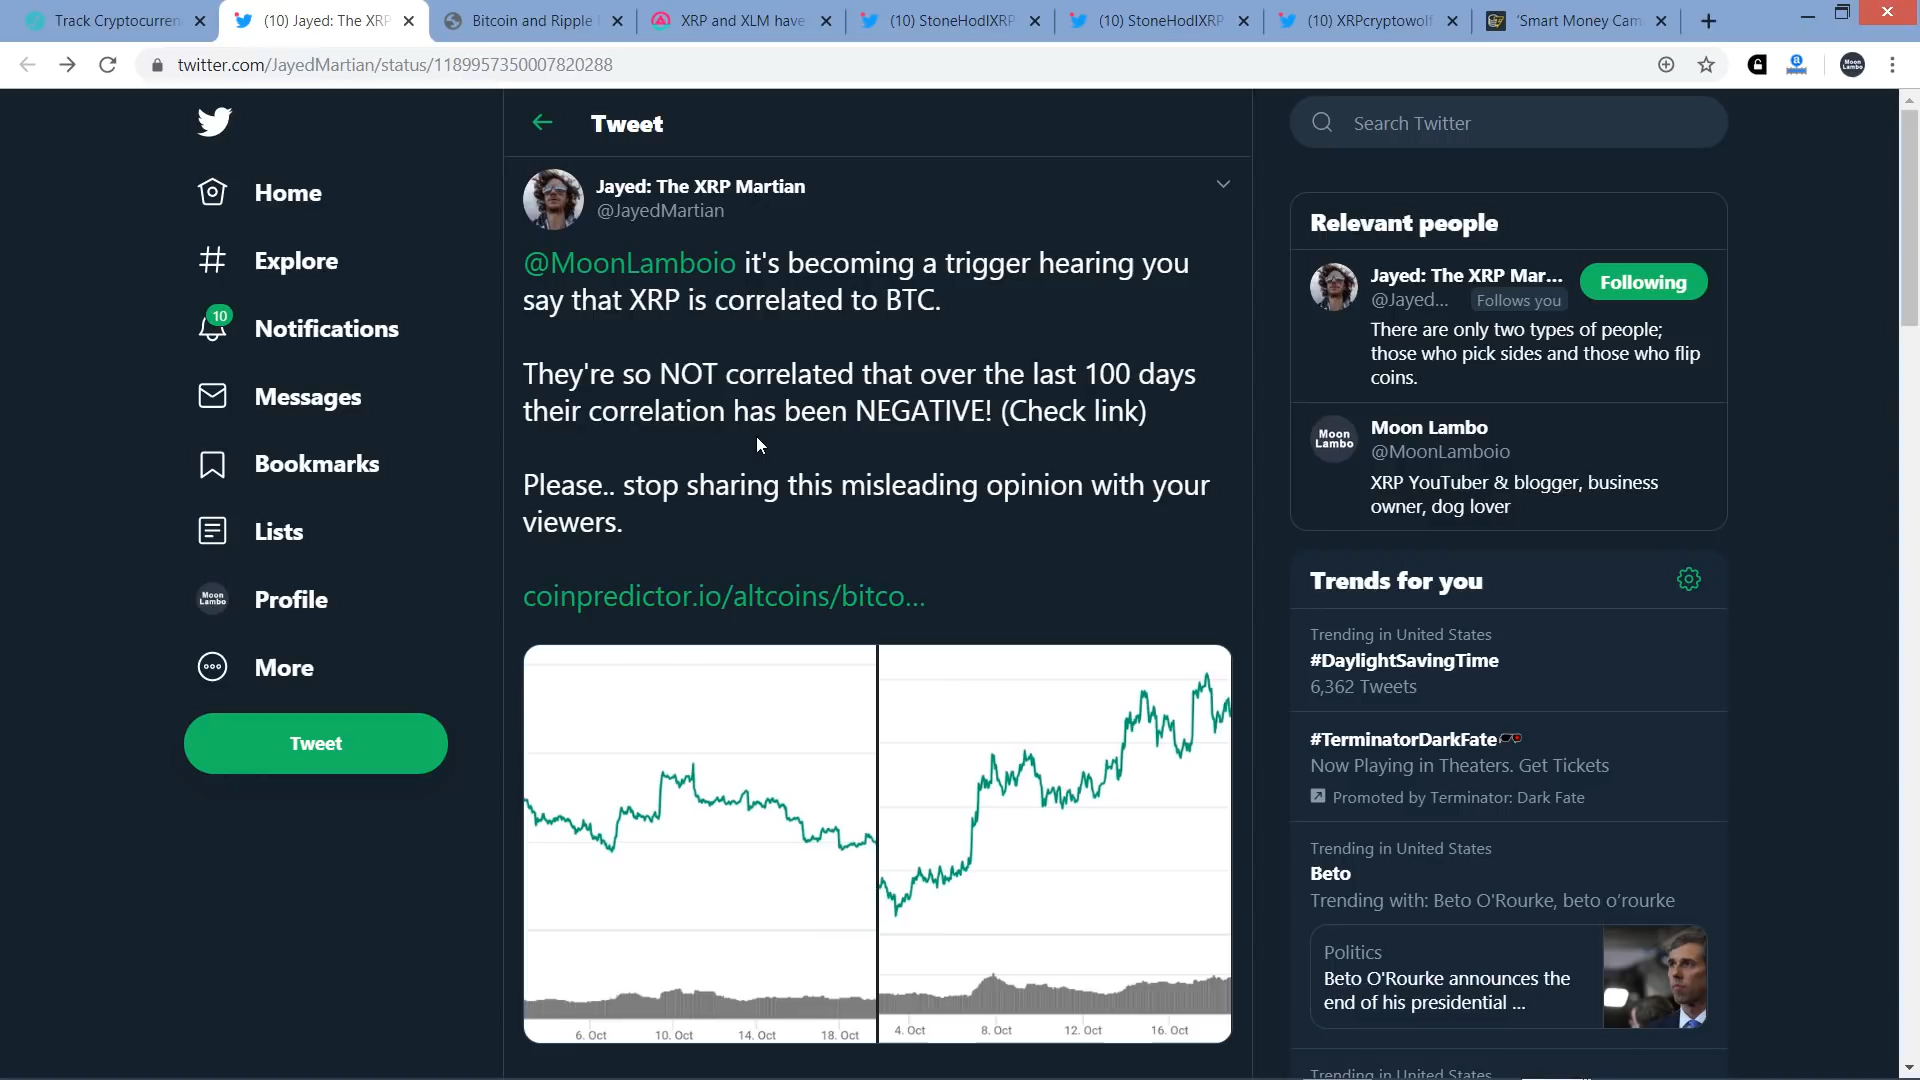 Track Cryptocurren
(10) Jayed: The XRP
Bitcoin and Ripple
XRP and XLM have
(10) StoneHodlXRP
(10) StoneHodlXRP
(10) XRPcryptowolf
'Smart Money Cam
twitter.com/JayedMartian/status/1189957350007820288
Moon
Lambo
Home
Explore
10
Notifications
Messages
Bookmarks
Lists
Moon
Lambo
Profile
More
Tweet
Tweet
Jayed: The XRP Martian
@JayedMartian
@MoonLamboio it's becoming a trigger hearing you
say that XRP is correlated to BTC.
They're so NOT correlated that over the last 100 days
their correlation has been NEGATIVE! (Check link)
Please.. stop sharing this misleading opinion with your
viewers.
coinpredictor.io/altcoins/bitco...
6. Oct
10. Oct
14. Oct
18. Oct
4. Oct
8. Oct
12. Oct
16. Oct
Search Twitter
Relevant people
Jayed: The XRP Mar...
@Jayed... Follows you
Following
There are only two types of people;
those who pick sides and those who flip
coins.
Moon
Lambo
Moon Lambo
@MoonLamboio
XRP YouTuber & blogger, business
owner, dog lover
Trends for you
Trending in United States
#DaylightSavingTime
6,362 Tweets
#TerminatorDarkFate
Now Playing in Theaters. Get Tickets
Promoted by Terminator: Dark Fate
Trending in United States
Beto
Trending with: Beto O'Rourke, beto o'rourke
Politics
Beto O'Rourke announces the
end of his presidential ...
Trending in United States